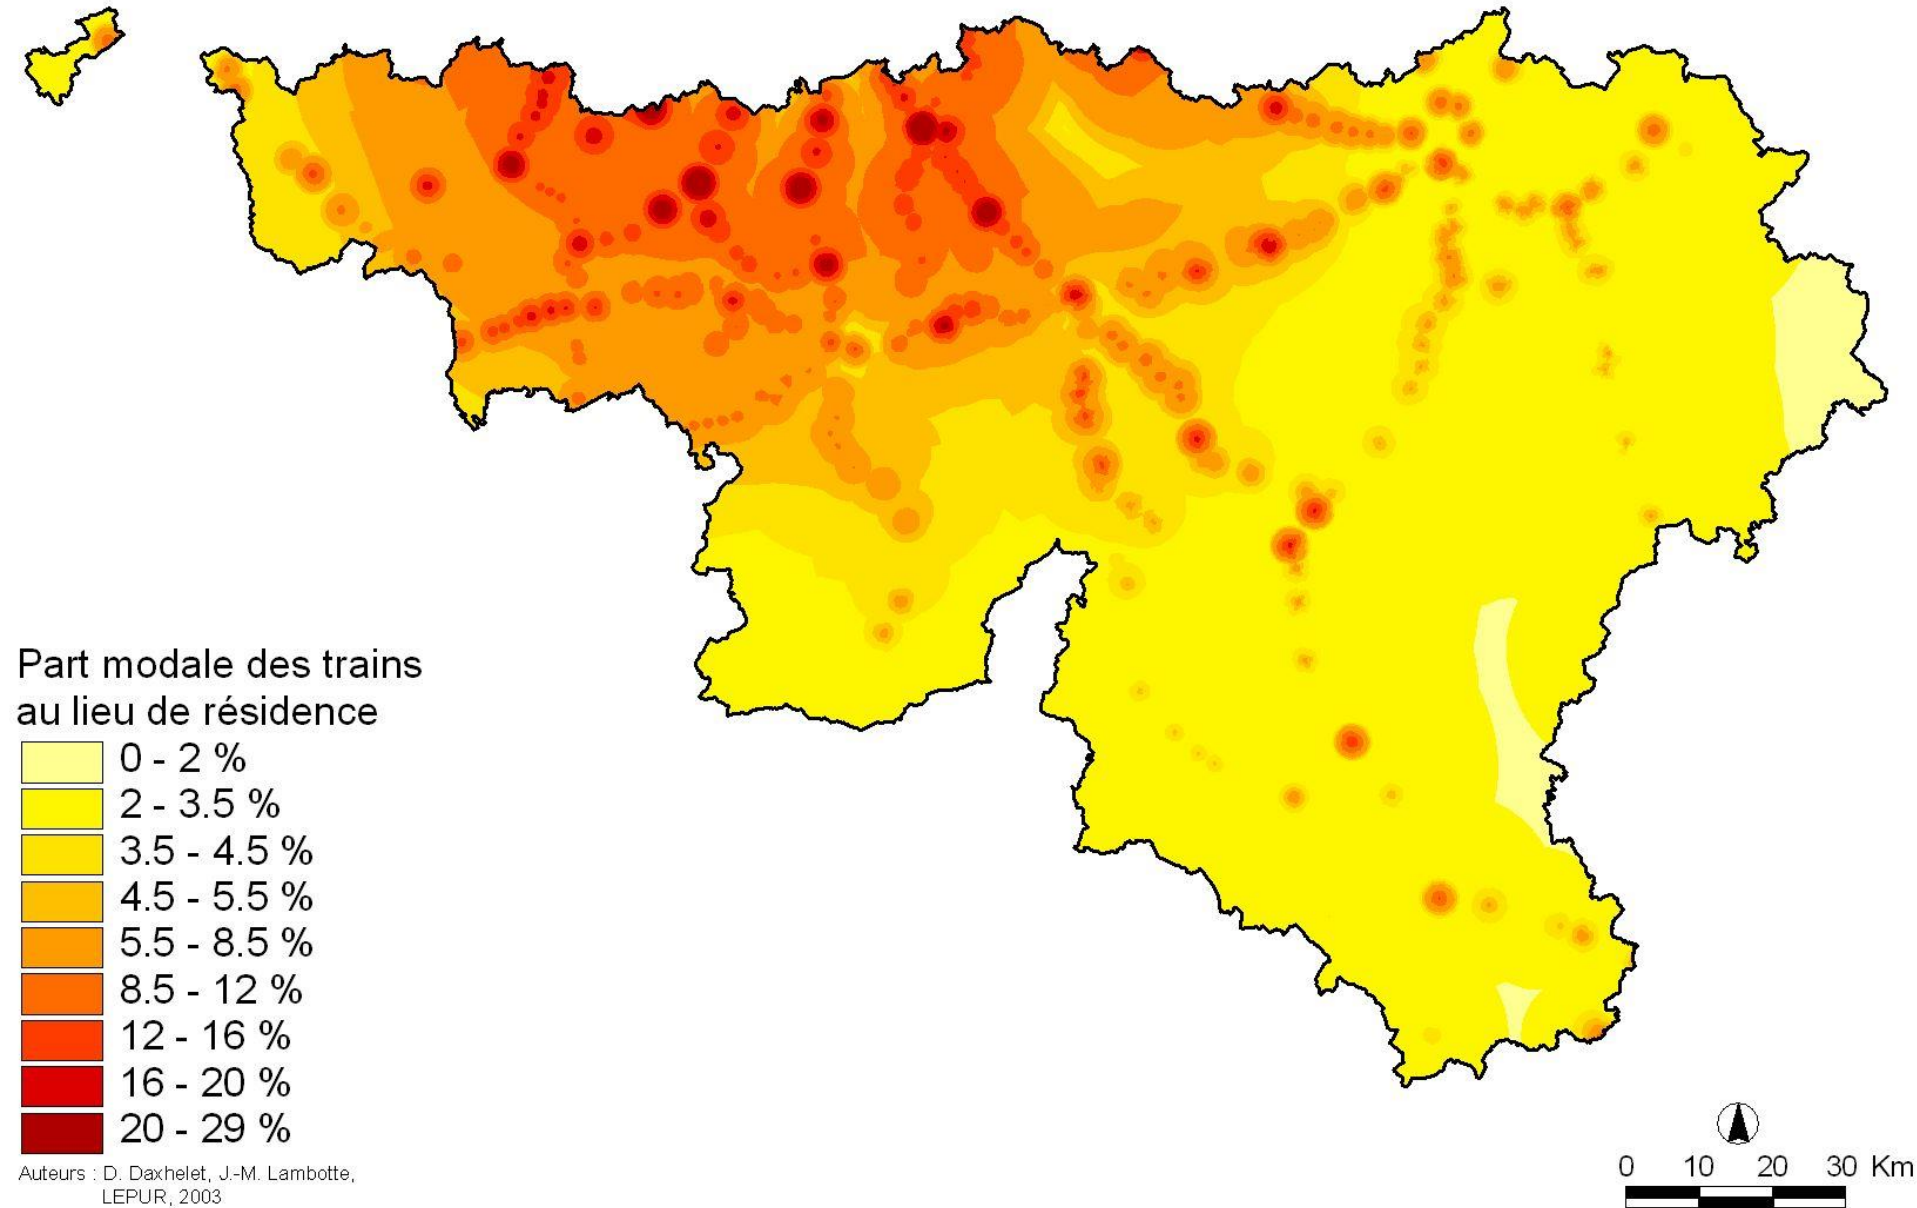 Part modale des trains
au lieu de résidence
0 - 2 %
2 - 3.5 %
3.5 - 4.5 %
4.5 - 5.5 %
5.5 - 8.5 %
8.5 - 12 %
12 - 16 %
16 - 20 %
20 - 29 %
Auteurs : D. Daxhelet, J.-M. Lambotte,
LEPUR, 2003
0 10 20 30 Km